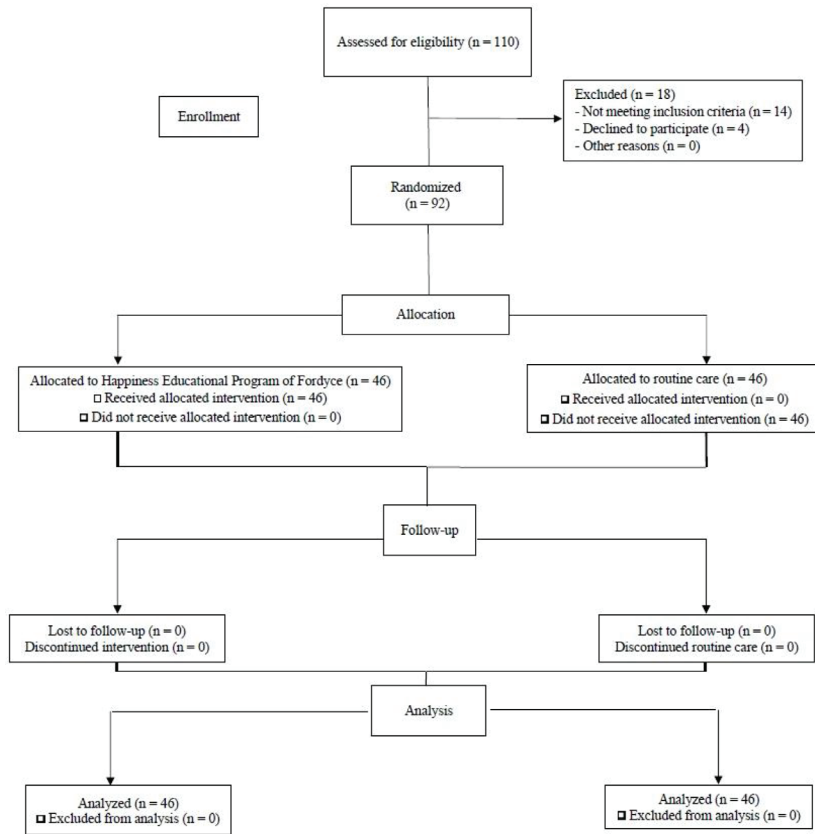 Assessed for eligibility (n = 110)
Excluded (n = 18)
- Not meeting inclusion criteria (n = 14)
- Declined to participate (n = 4)
- Other reasons (n = 0)
Enrollment
Randomized
(n = 92)
Allocation
Allocated to Happiness Educational Program of Fordyce (n = 46)
□ Received allocated intervention (n = 46)
❑ Did not receive allocated intervention (n = 0)
Allocated to routine care (n = 46)
❑ Received allocated intervention (n = 0)
❑ Did not receive allocated intervention (n = 46)
Follow-up
Lost to follow-up (n = 0)
Discontinued intervention (n = 0)
Lost to follow-up (n = 0)
Discontinued routine care (n = 0)
Analysis
Analyzed (n = 46)
❑ Excluded from analysis (n = 0)
Analyzed (n = 46)
❑ Excluded from analysis (n = 0)